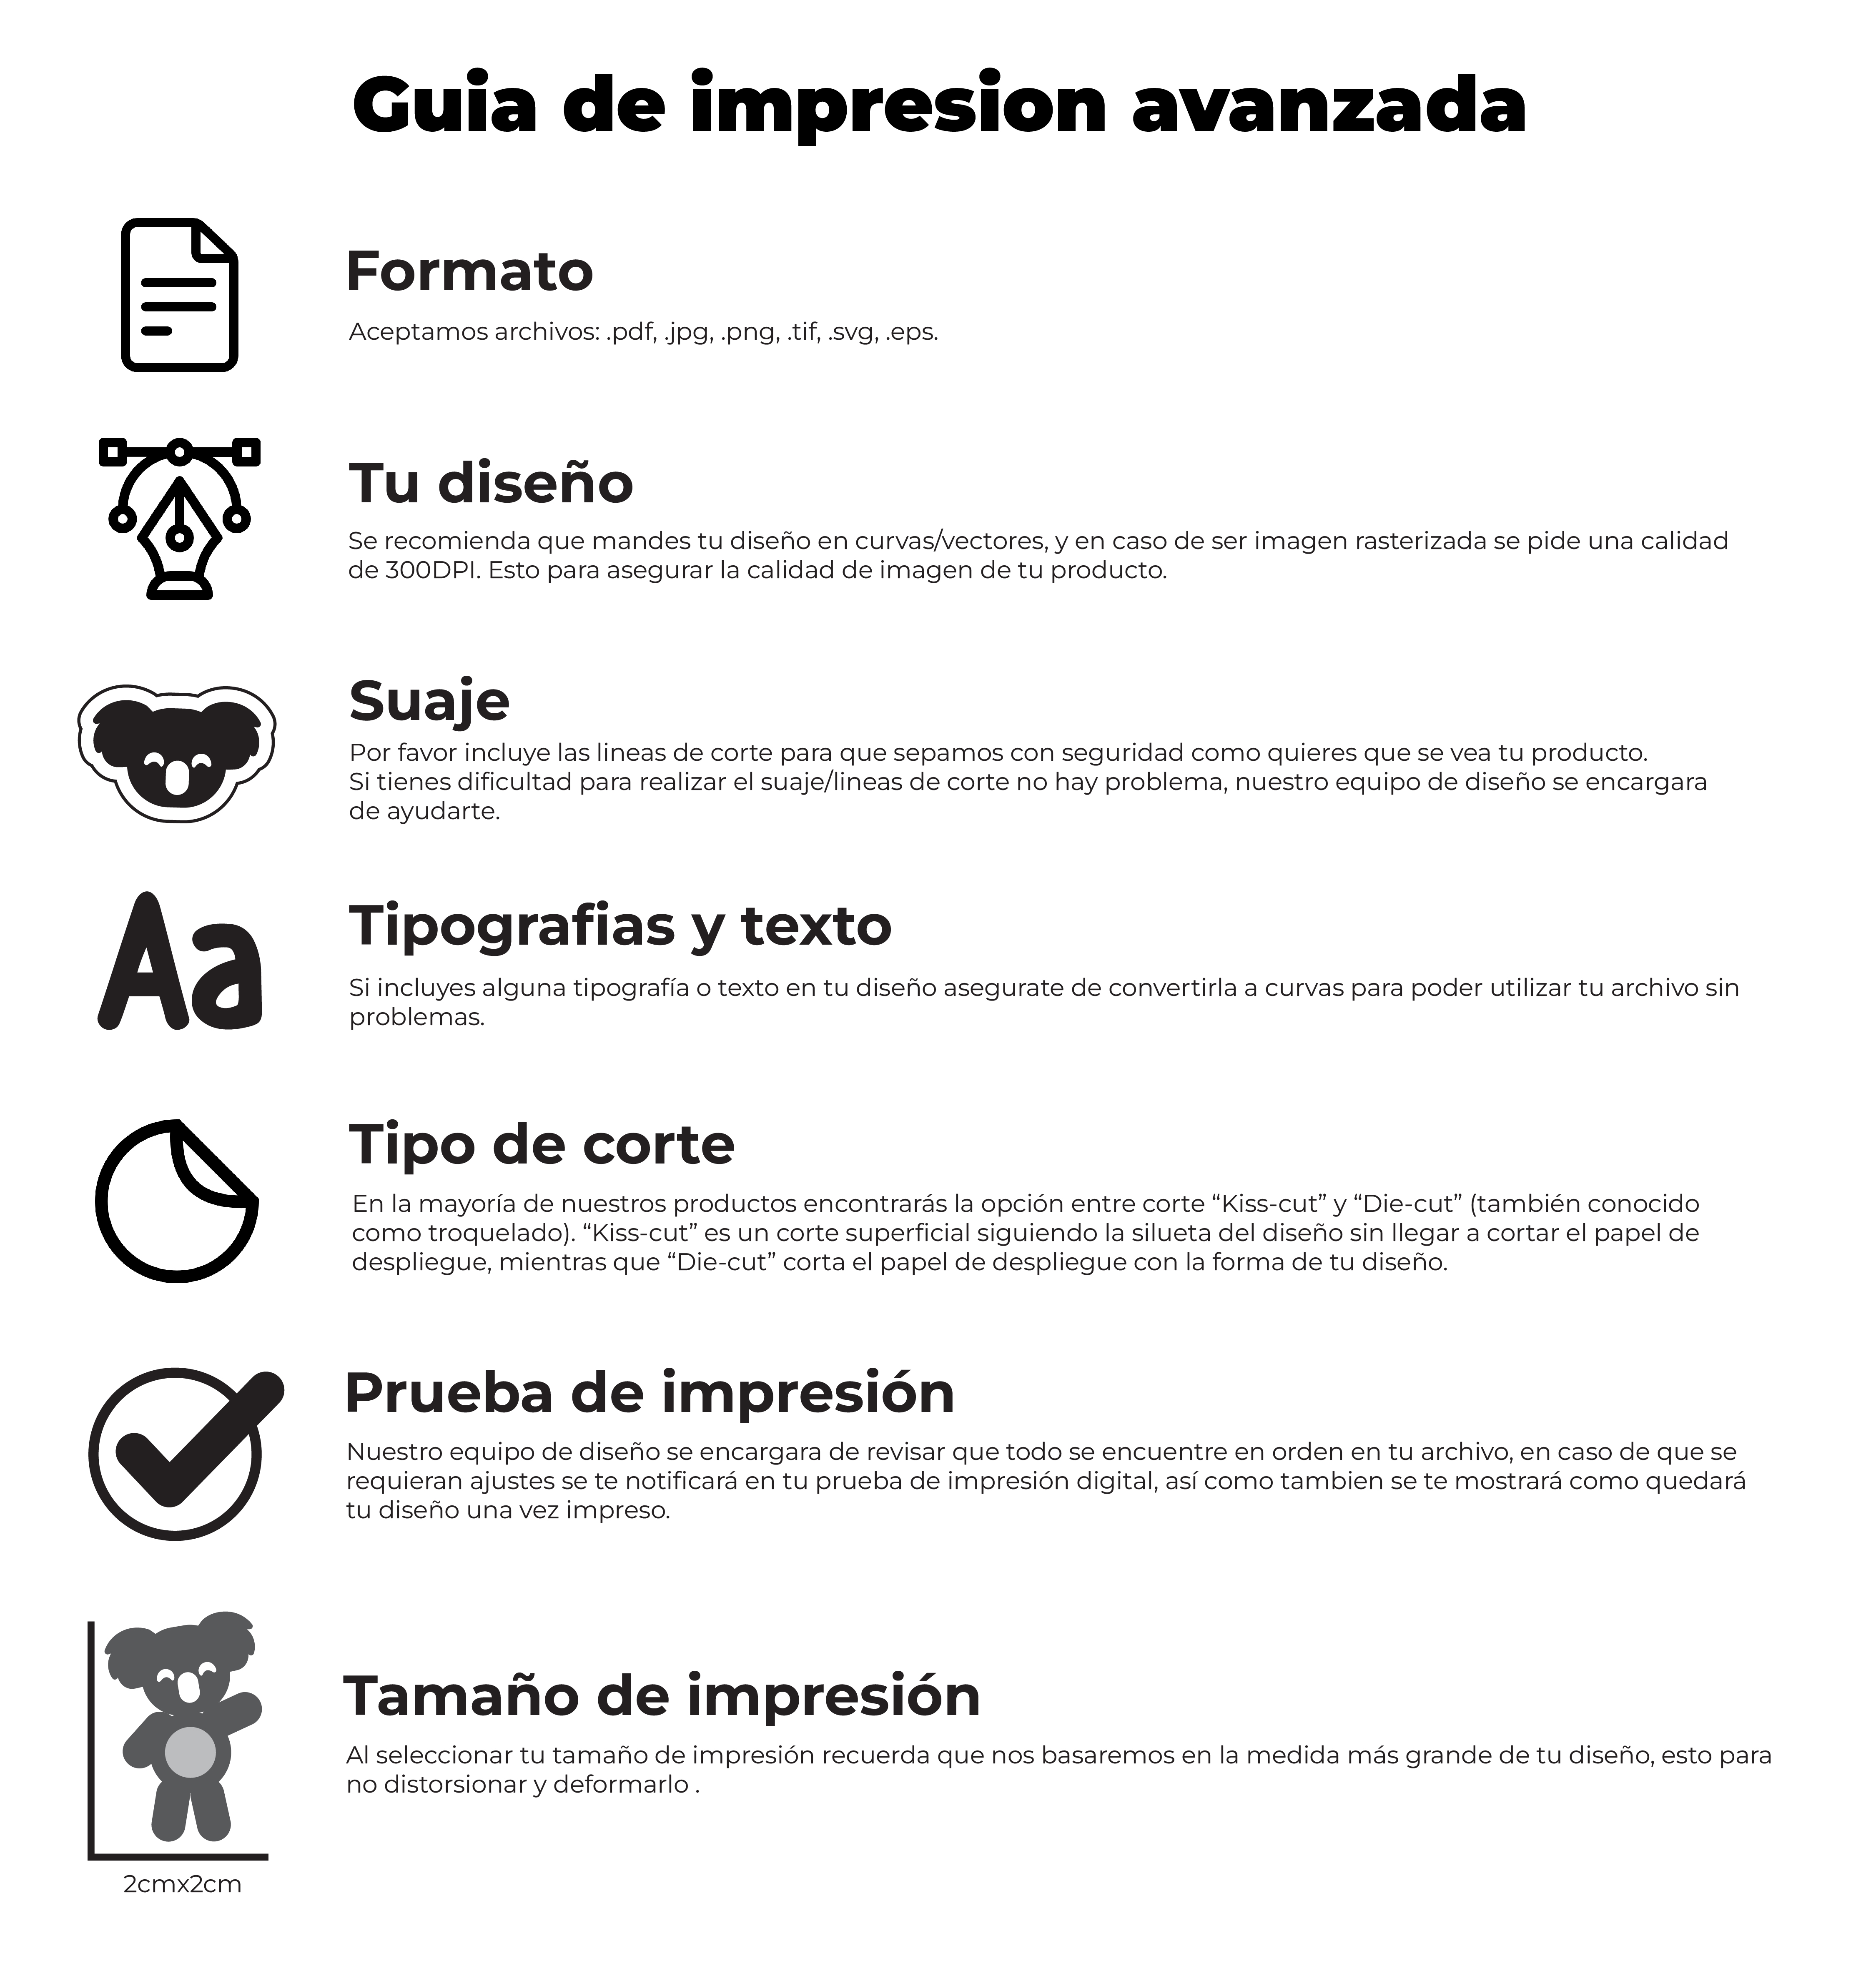 Guia de impresion avanzada
Formato
Aceptamos archivos: .pdf, .jpg, .png, .tif, .svg, .eps.
Tu diseño
Se recomienda que mandes tu diseño en curvas/vectores, y en caso de ser imagen rasterizada se pide una calidad
de 300DPI. Esto para asegurar la calidad de imagen de tu producto.
Suaje
Por favor incluye las lineas de corte para que sepamos con seguridad como quieres que se vea tu producto.
Si tienes dificultad para realizar el suaje/lineas de corte no hay problema, nuestro equipo de diseño se encargara
de ayudarte.
Aa
Tipografias y texto
Si incluyes alguna tipografía o texto en tu diseño asegurate de convertirla a curvas para poder utilizar tu archivo sin
problemas.
Tipo de corte
En la mayoría de nuestros productos encontrarás la opción entre corte “Kiss-cut” y “Die-cut” (también conocido
como troquelado). “Kiss-cut” es un corte superficial siguiendo la silueta del diseño sin llegar a cortar el papel de
despliegue, mientras que “Die-cut” corta el papel de despliegue con la forma de tu diseño.
Prueba de impresión
Nuestro equipo de diseño se encargara de revisar que todo se encuentre en orden en tu archivo, en caso de que se
requieran ajustes se te notificará en tu prueba de impresión digital, así como tambien se te mostrará como quedará
tu diseño una vez impreso.
Tamaño de impresión
Al seleccionar tu tamaño de impresión recuerda que nos basaremos en la medida más grande de tu diseño, esto para
no distorsionar y deformarlo .
2cmx2cm